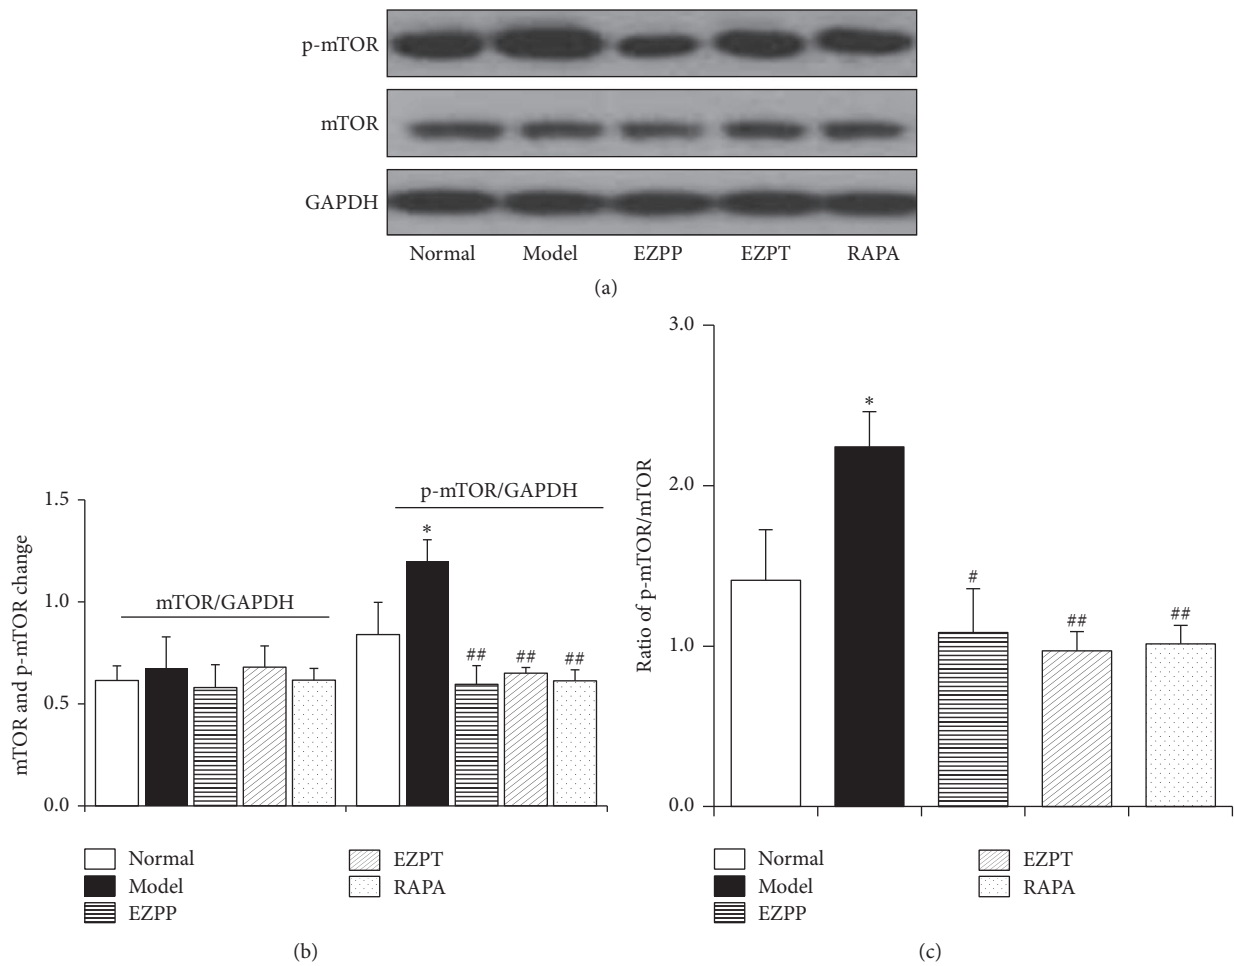 p-mTOR
mTOR
GAPDH
Normal Model EZPP EZPT RAPA
(a)
mTOR and p-mTOR change
1.5
1.0
0.5
0.0
mTOR/GAPDH
p-mTOR/GAPDH
*
## ## ##
Normal
Model
EZPP
EZPT
RAPA
(b)
Ratio of p-mTOR/mTOR
3.0
2.0
1.0
0.0
*
# ## ##
Normal
Model
EZPP
EZPT
RAPA
(c)